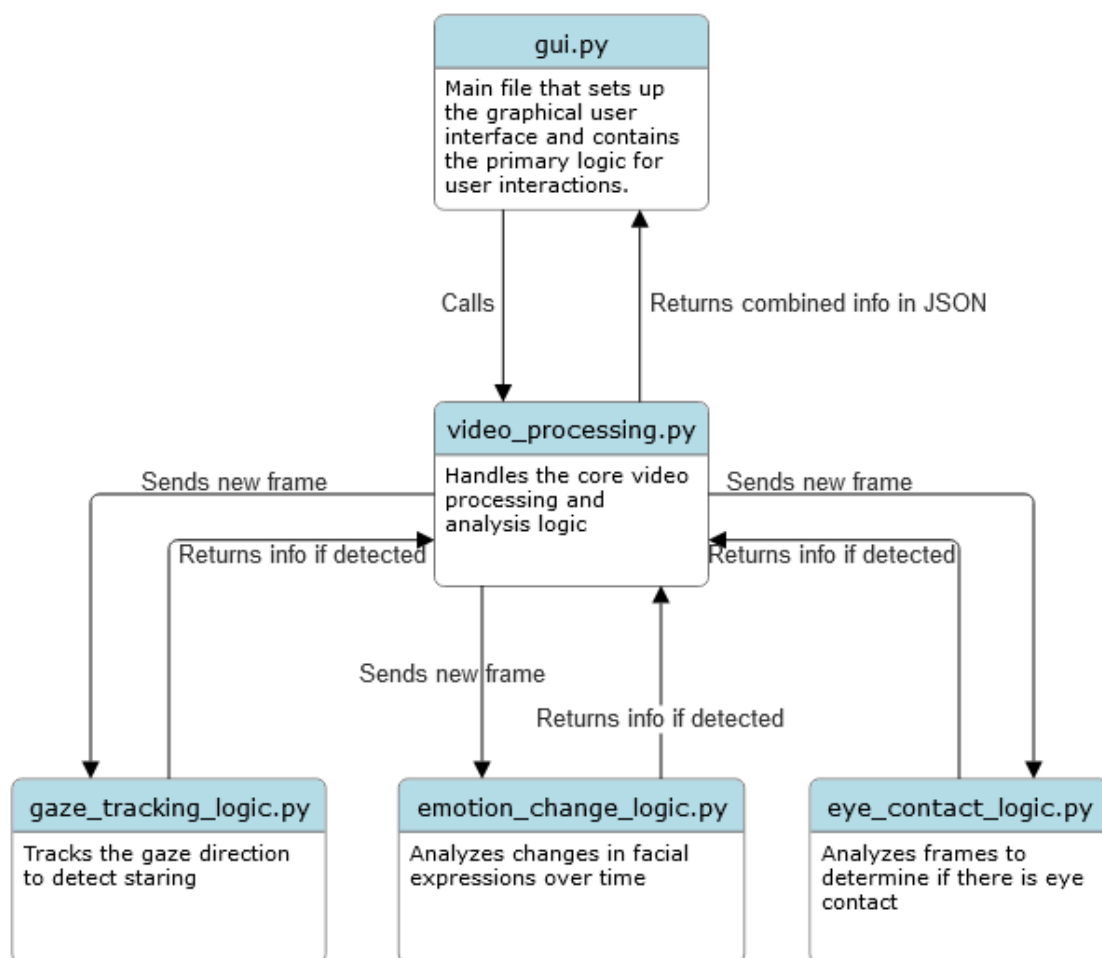 gui.py
Main file that sets up
the graphical user
interface and contains
the primary logic for
user interactions.
Calls
Returns combined info in JSON
video_processing.py
Handles the core video
processing and
analysis logic
Sends new frame
Sends new frame
Returns info if detected
Returns info if detected
Sends new frame
Returns info if detected
gaze_tracking_logic.py
Tracks the gaze direction
to detect staring
emotion_change_logic.py
Analyzes changes in facial
expressions over time
eye_contact_logic.py
Analyzes frames to
determine if there is eye
contact